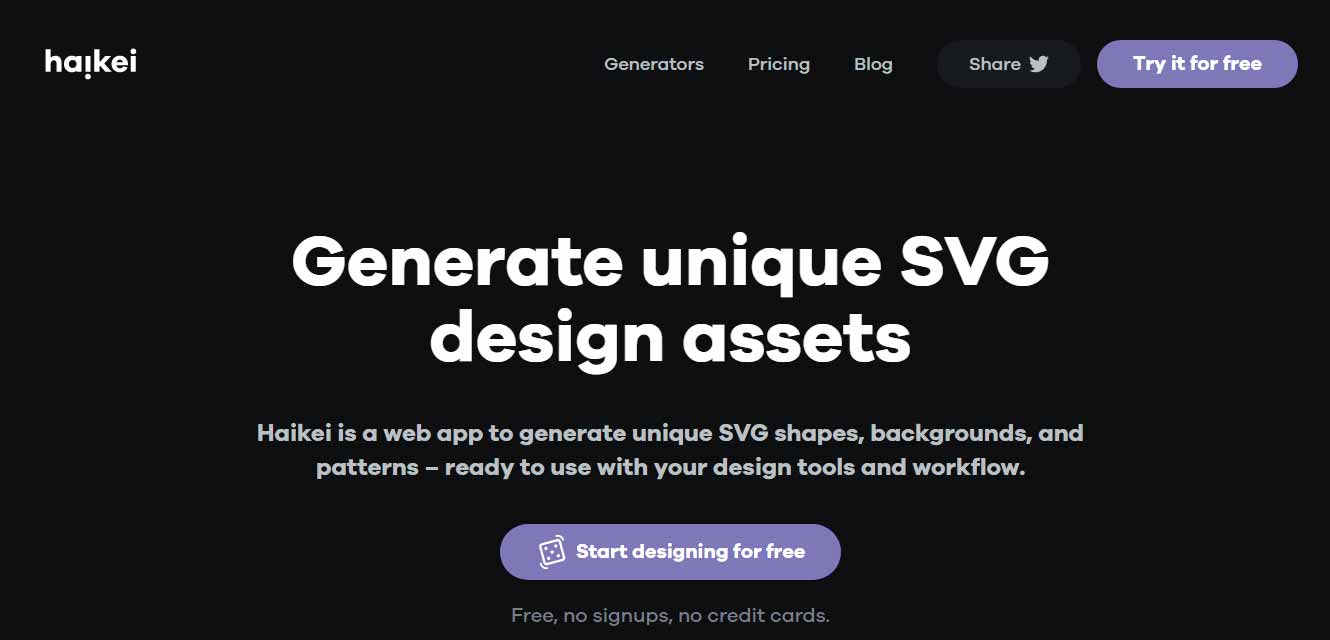 haikei
Generators Pricing Blog Share Try it for free
Generate unique SVG
design assets
Haikei is a web app to generate unique SVG shapes, backgrounds, and
patterns – ready to use with your design tools and workflow.
Start designing for free
Free, no signups, no credit cards.